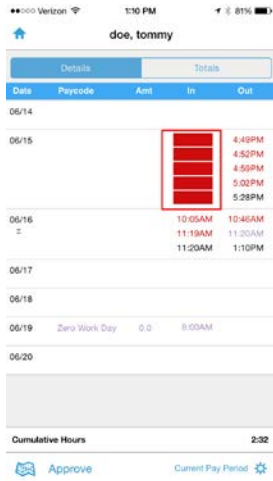 Verizon 1:10 PM 81%
doe, tommy
Details Totals
Date Paycode Amt In Out
06/14
06/15 4:49PM
4:52PM
4:59PM
5:02PM
5:28PM
06/16 10:05AM 10:46AM
11:19AM 11:20AM
11:20AM 1:10PM
06/17
06/18
06/19 Zero Work Day 0.0 8:00AM
06/20
Cumulative Hours 2:32
Approve Current Pay Period